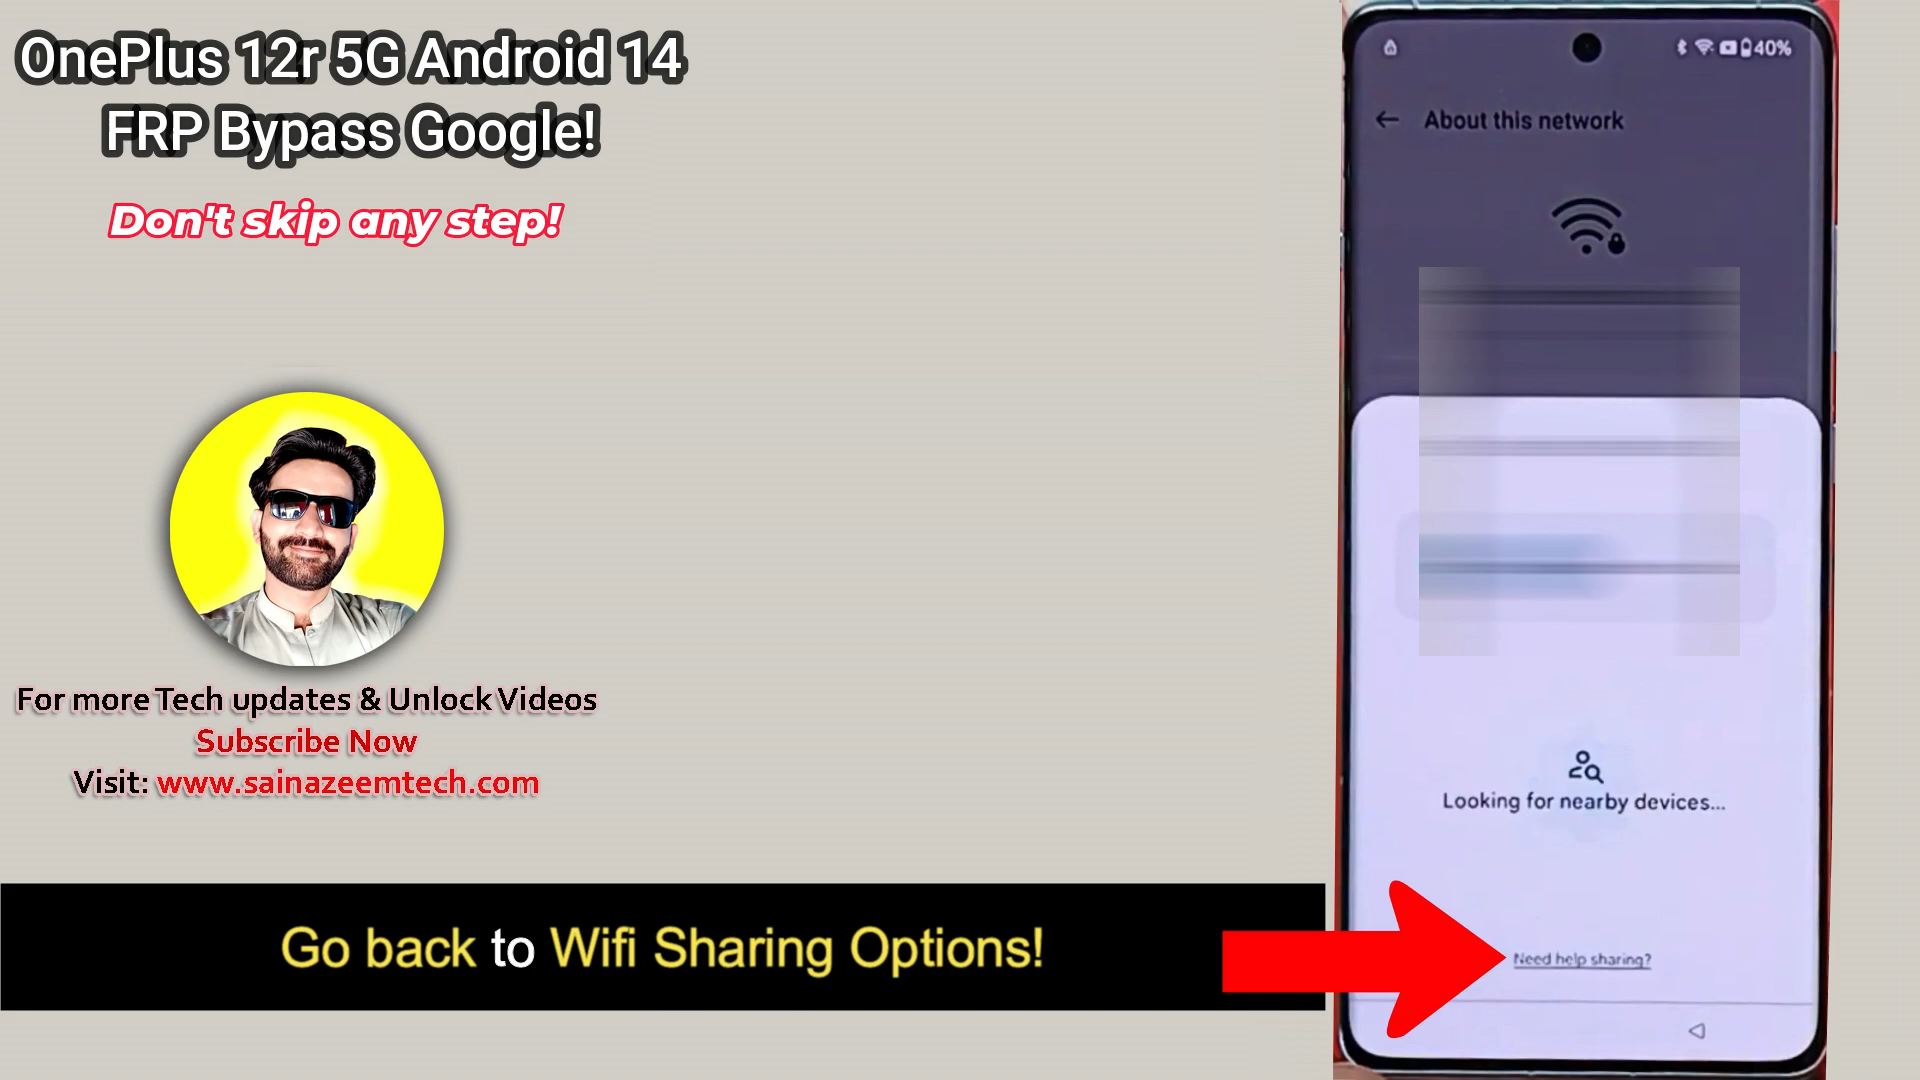 OnePlus 12r 5G Android 14
FRP Bypass Google!
Don't skip any step!
For more Tech updates & Unlock Videos
Subscribe Now
Visit: www.sainazeemtech.com
Go back to Wifi Sharing Options!
40%
About this network
Looking for nearby devices...
Need help sharing?